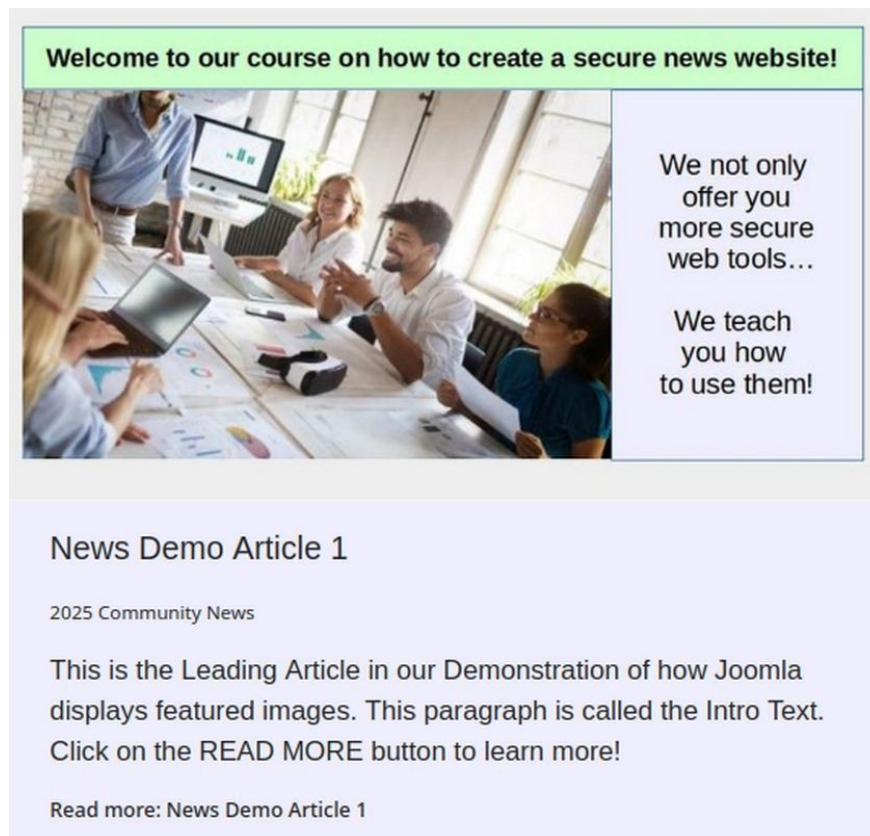 Welcome to our course on how to create a secure news website!
We not only
offer you
more secure
web tools...
We teach
you how
to use them!
News Demo Article 1
2025 Community News
This is the Leading Article in our Demonstration of how Joomla
displays featured images. This paragraph is called the Intro Text.
Click on the READ MORE button to learn more!
Read more: News Demo Article 1